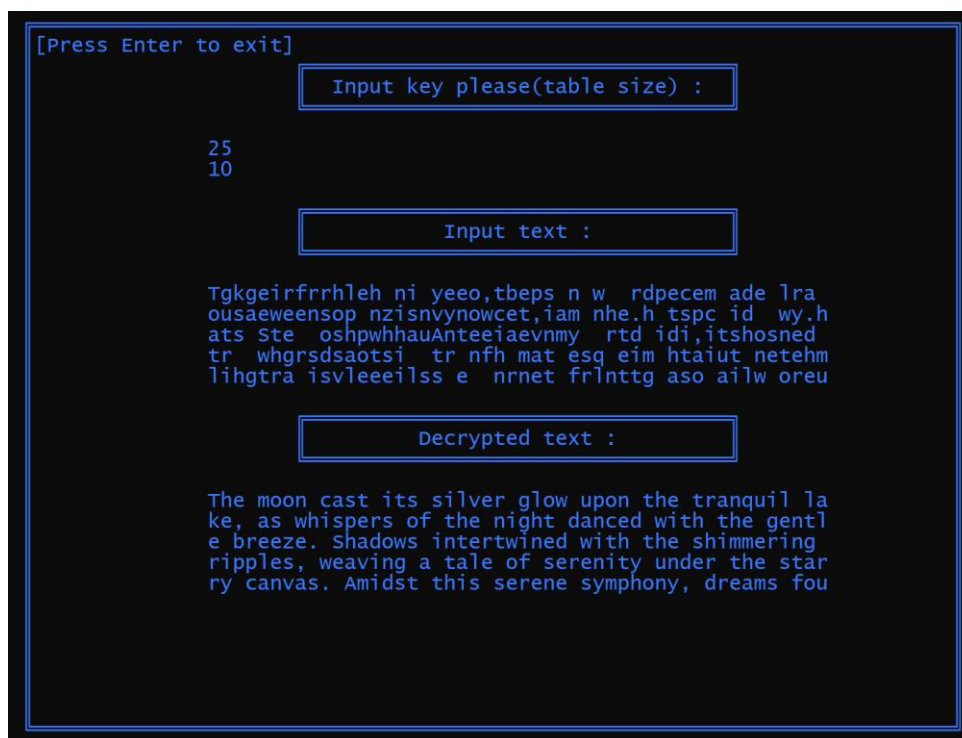 [Press Enter to exit]
Input key please(table size) :
25
10
Input text :
Tgkgeirfrrhleh ni yeeo,tbeps n w  rdpecem ade lra
ousaeweensop nzisnvynowcet,iam nhe.h tspc id  wy.h
ats Ste  oshpwhhauAnteeiaevnmy  rtd idi,itshosned
tr  whgrsdsaotsi  tr nfh mat esq eim htaiut netehm
lihgtra isvleeeilss e  nrnet frlnttg aso ailw oreu
Decrypted text :
The moon cast its silver glow upon the tranquil la
ke, as whispers of the night danced with the gentl
e breeze. Shadows intertwined with the shimmering
ripples, weaving a tale of serenity under the star
ry canvas. Amidst this serene symphony, dreams fou